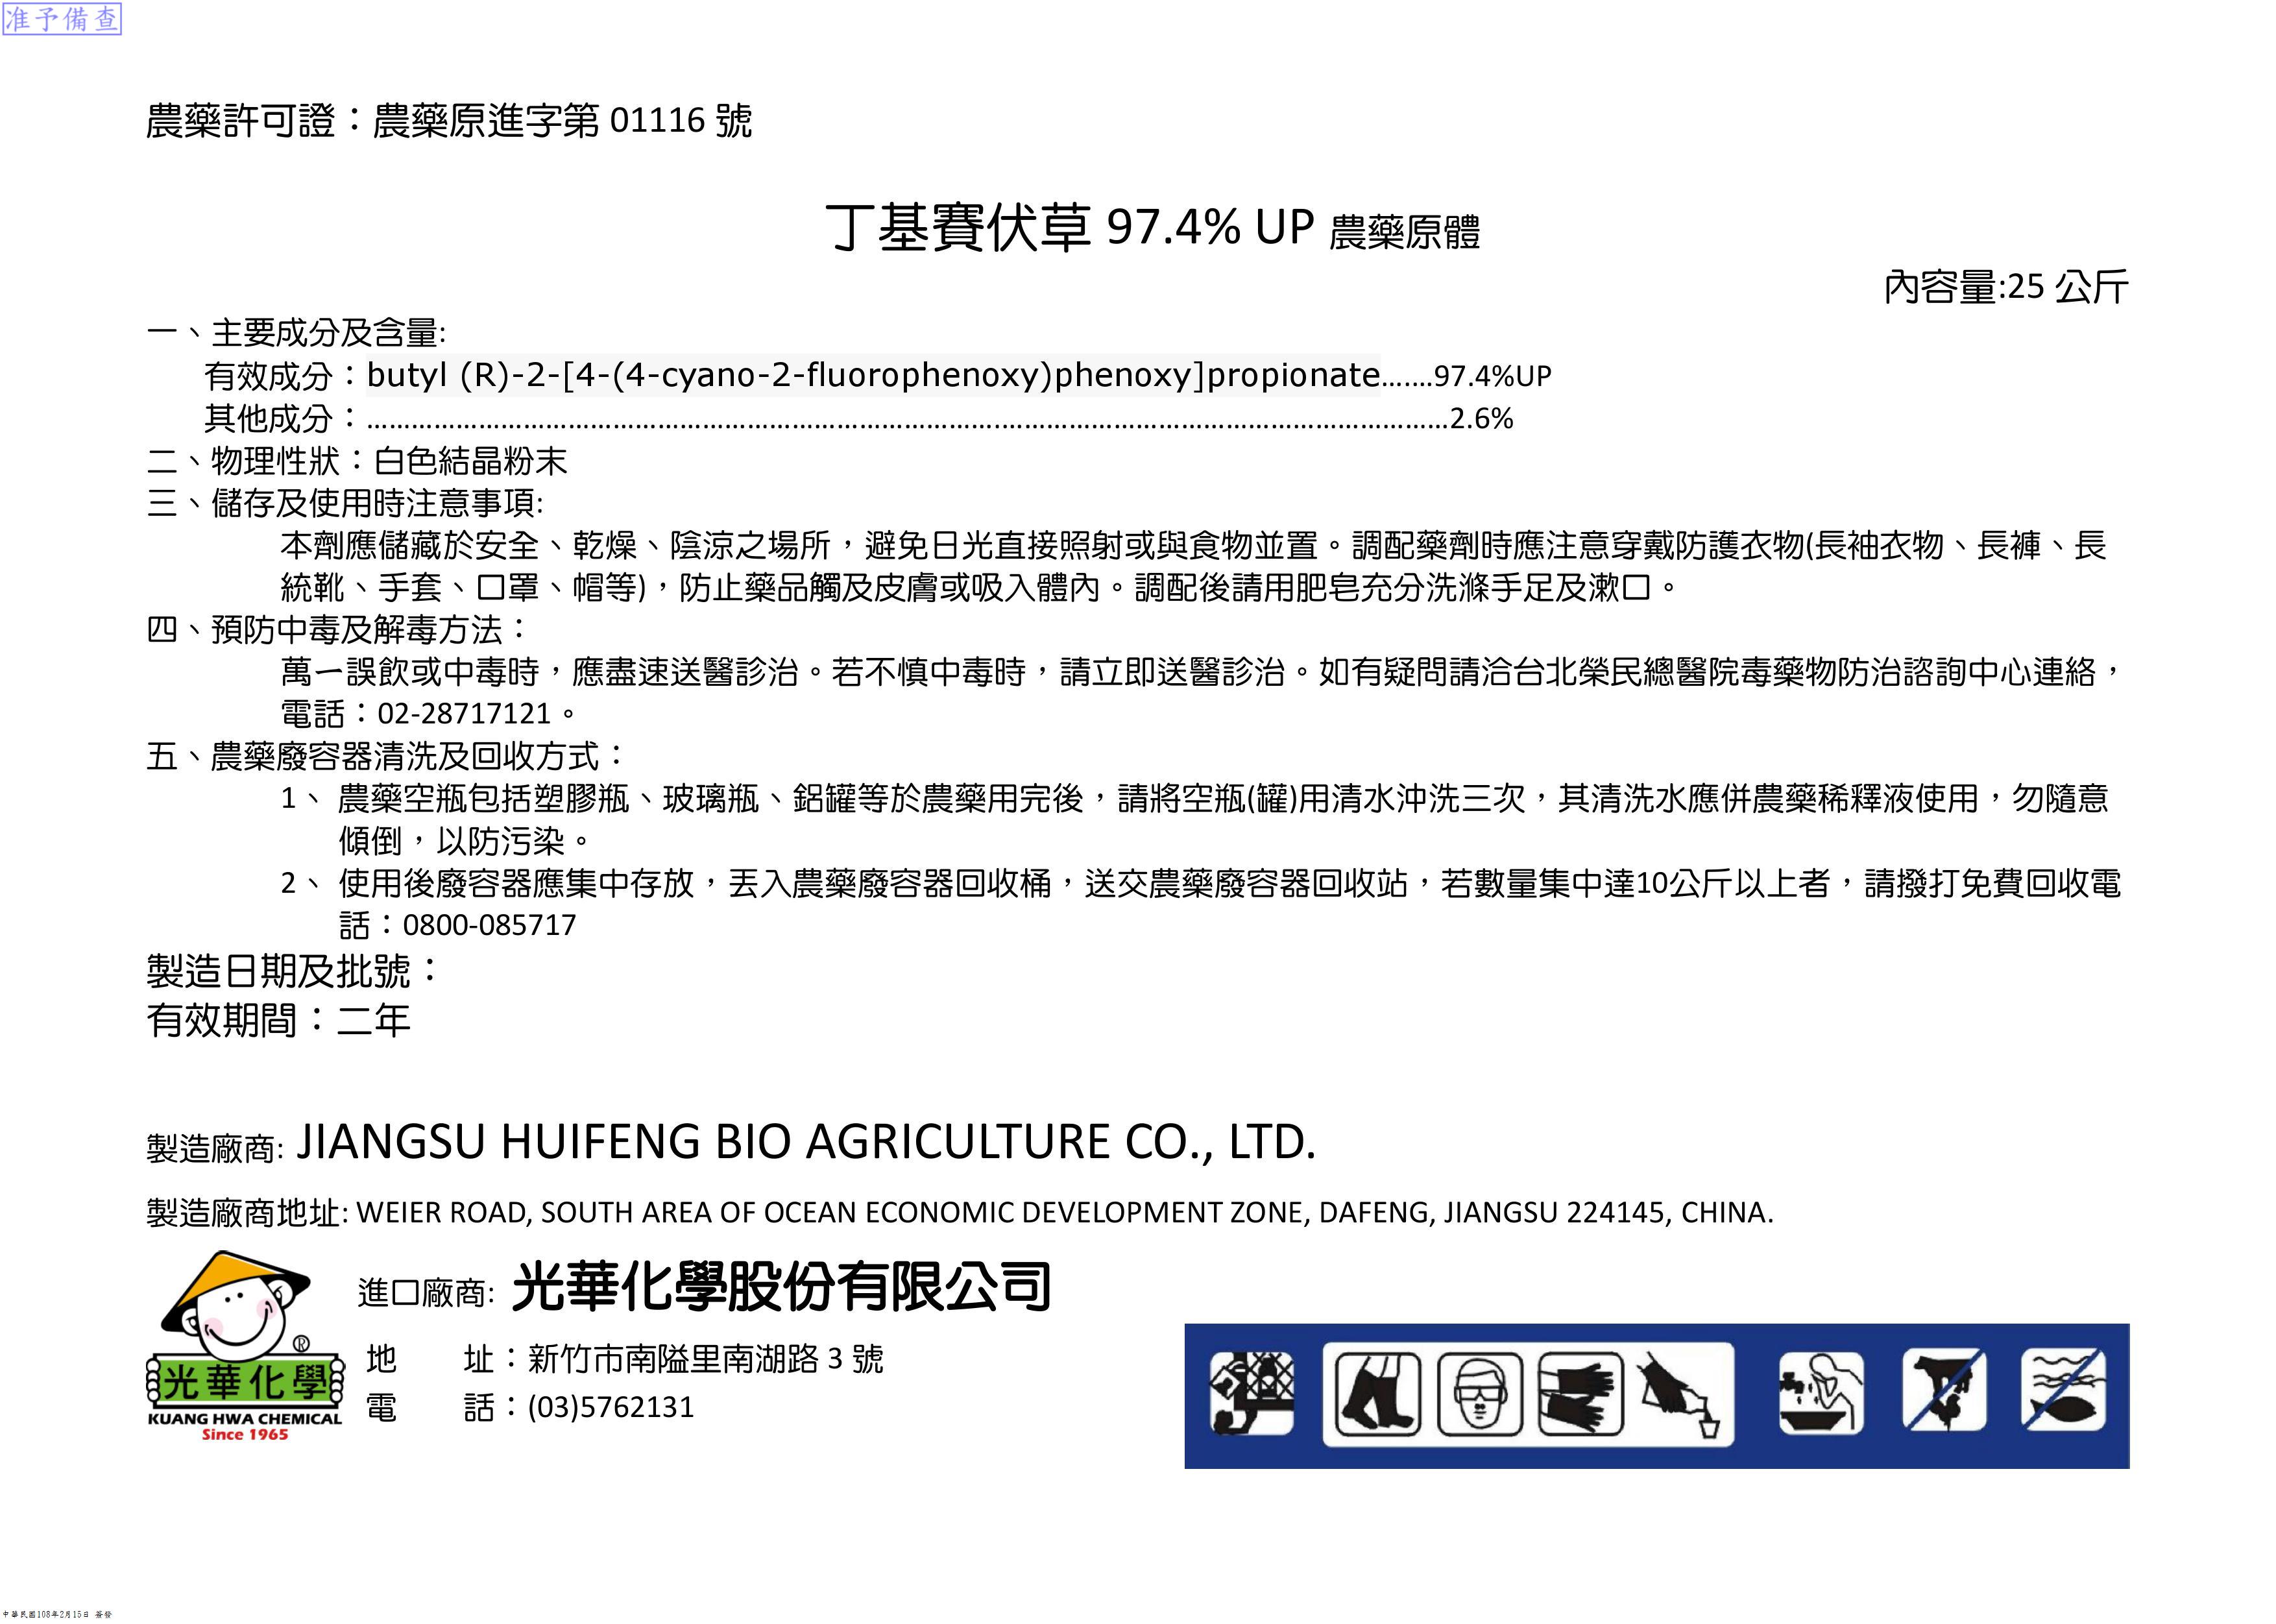 准予備查
農藥許可證：農藥原進字第 01116 號
丁基賽伏草 97.4% UP 農藥原體
內容量:25 公斤
一、主要成分及含量:
有效成分：butyl (R)-2-[4-(4-cyano-2-fluorophenoxy)phenoxy]propionate.......97.4%UP
其他成分：………………………………………………………………………………………………………………………………2.6%
二、物理性狀：白色結晶粉末
三、儲存及使用時注意事項:
本劑應儲藏於安全、乾燥、陰涼之場所，避免日光直接照射或與食物並置。調配藥劑時應注意穿戴防護衣物(長袖衣物、長褲、長
統靴、手套、口罩、帽等)，防止藥品觸及皮膚或吸入體內。調配後請用肥皂充分洗滌手足及漱口。
四、預防中毒及解毒方法：
萬一誤飲或中毒時，應盡速送醫診治。若不慎中毒時，請立即送醫診治。如有疑問請洽台北榮民總醫院毒藥物防治諮詢中心連絡，
電話：02-28717121。
五、農藥廢容器清洗及回收方式：
1、 農藥空瓶包括塑膠瓶、玻璃瓶、鋁罐等於農藥用完後，請將空瓶(罐)用清水沖洗三次，其清洗水應併農藥稀釋液使用，勿隨意
傾倒，以防污染。
2、 使用後廢容器應集中存放，丟入農藥廢容器回收桶，送交農藥廢容器回收站，若數量集中達10公斤以上者，請撥打免費回收電
話：0800-085717
製造日期及批號：
有效期間：二年
製造廠商: JIANGSU HUIFENG BIO AGRICULTURE CO., LTD.
製造廠商地址: WEIER ROAD, SOUTH AREA OF OCEAN ECONOMIC DEVELOPMENT ZONE, DAFENG, JIANGSU 224145, CHINA.
進口廠商: 光華化學股份有限公司
地 址：新竹市南隘里南湖路 3 號
電 話：(03)5762131
®
光華化學
KUANG HWA CHEMICAL
Since 1965
中華民國108年2月15日 簽發